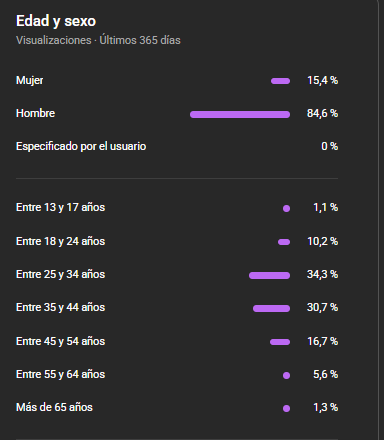 Edad y sexo
Visualizaciones · Últimos 365 días
Mujer 15,4 %
Hombre 84,6 %
Especificado por el usuario 0 %
Entre 13 y 17 años 1,1 %
Entre 18 y 24 años 10,2 %
Entre 25 y 34 años 34,3 %
Entre 35 y 44 años 30,7 %
Entre 45 y 54 años 16,7 %
Entre 55 y 64 años 5,6 %
Más de 65 años 1,3 %